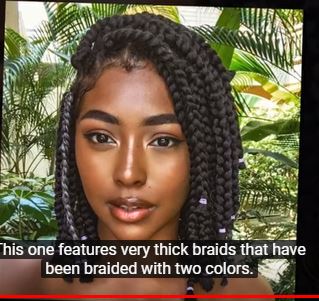 This one features very thick braids that have
been braided with two colors.